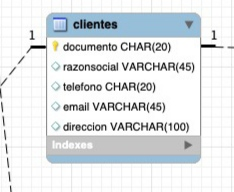 clientes
1
1
documento CHAR(20)
razonsocial VARCHAR(45)
telefono CHAR(20)
email VARCHAR(45)
direccion VARCHAR(100)
Indexes